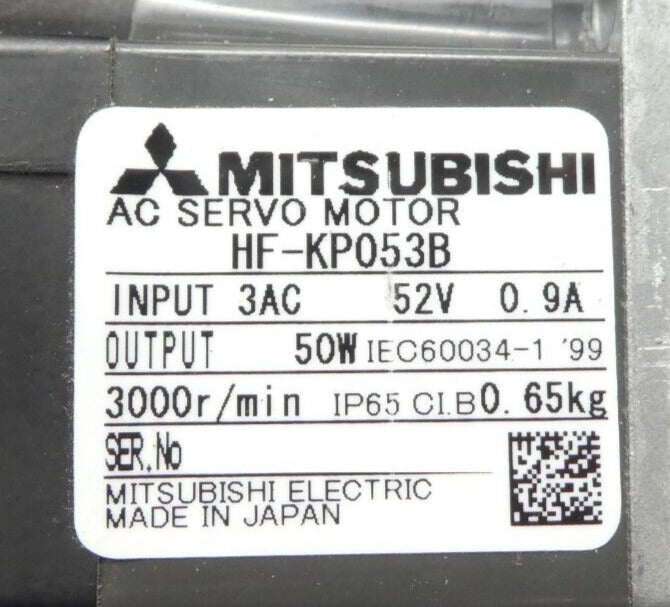 MITSUBISHI
AC SERVO MOTOR
HF-KP053B
INPUT 3AC 52V 0.9A
OUTPUT 50W IEC60034-1 '99
3000r/min IP65 CI.B 0.65kg
SER.No
MITSUBISHI ELECTRIC
MADE IN JAPAN